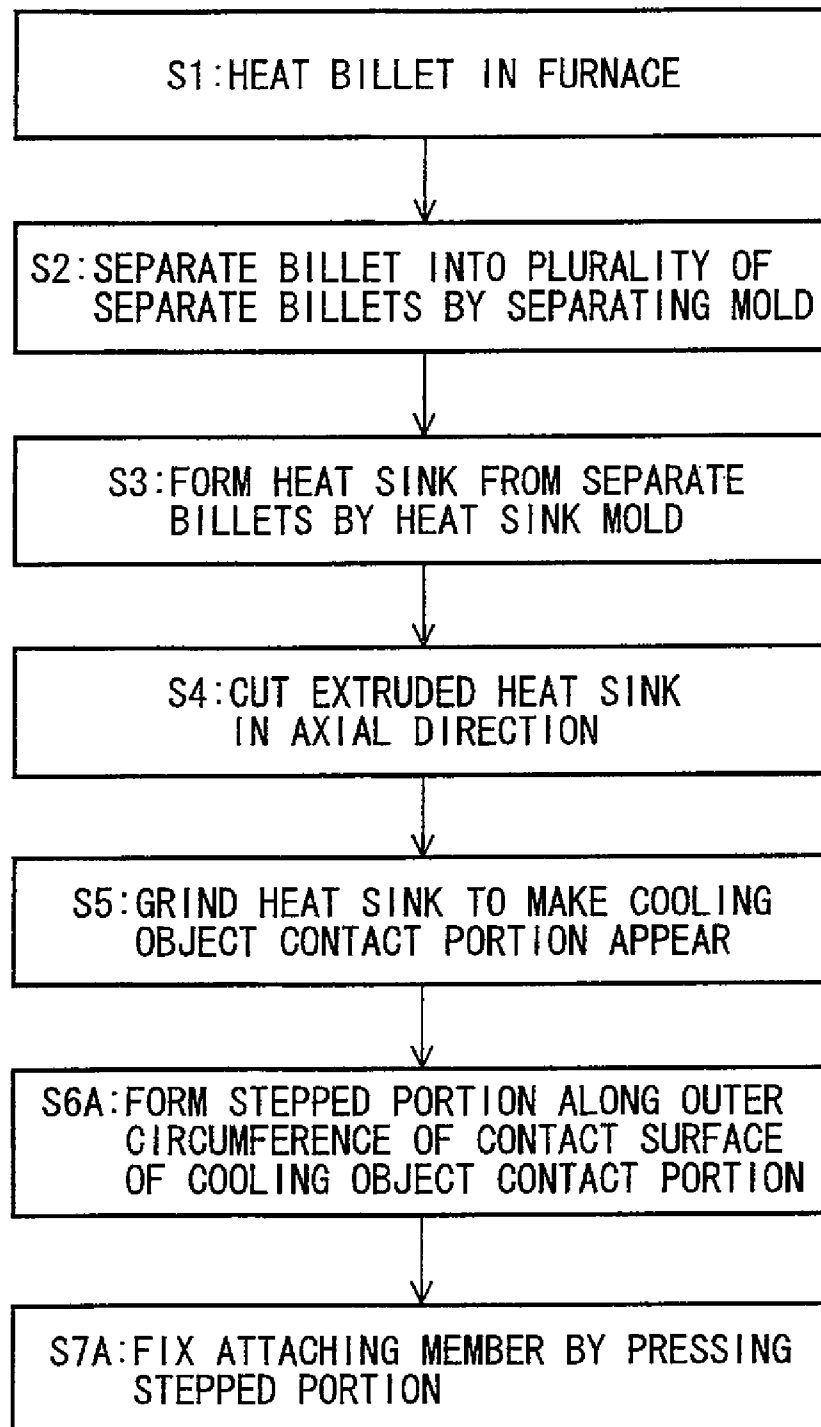 S1:HEAT BILLET IN FURNACE
S2:SEPARATE BILLET INTO PLURALITY OF
SEPARATE BILLETS BY SEPARATING MOLD
S3:FORM HEAT SINK FROM SEPARATE
BILLETS BY HEAT SINK MOLD
S4:CUT EXTRUDED HEAT SINK
IN AXIAL DIRECTION
S5:GRIND HEAT SINK TO MAKE COOLING
OBJECT CONTACT PORTION APPEAR
S6A:FORM STEPPED PORTION ALONG OUTER
CIRCUMFERENCE OF CONTACT SURFACE
OF COOLING OBJECT CONTACT PORTION
S7A:FIX ATTACHING MEMBER BY PRESSING
STEPPED PORTION